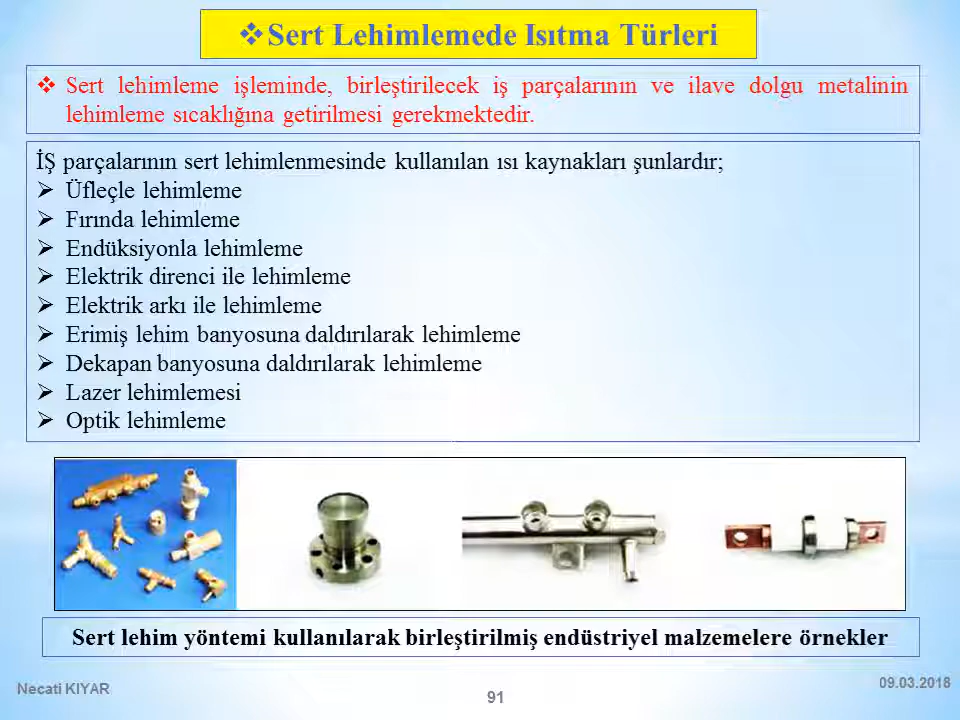 ❖Sert Lehimlemede Isıtma Türleri
❖ Sert lehimleme işleminde, birleştirilecek iş parçalarının ve ilave dolgu metalinin
lehimleme sıcaklığına getirilmesi gerekmektedir.
İŞ parçalarının sert lehimlenmesinde kullanılan ısı kaynakları şunlardır;
➢ Üfleçle lehimleme
➢ Fırında lehimleme
➢ Endüksiyonla lehimleme
➢ Elektrik direnci ile lehimleme
➢ Elektrik arkı ile lehimleme
➢ Erimiş lehim banyosuna daldırılarak lehimleme
➢ Dekapan banyosuna daldırılarak lehimleme
➢ Lazer lehimlemesi
➢ Optik lehimleme
Sert lehim yöntemi kullanılarak birleştirilmiş endüstriyel malzemelere örnekler
Necati KIYAR
91
09.03.2018